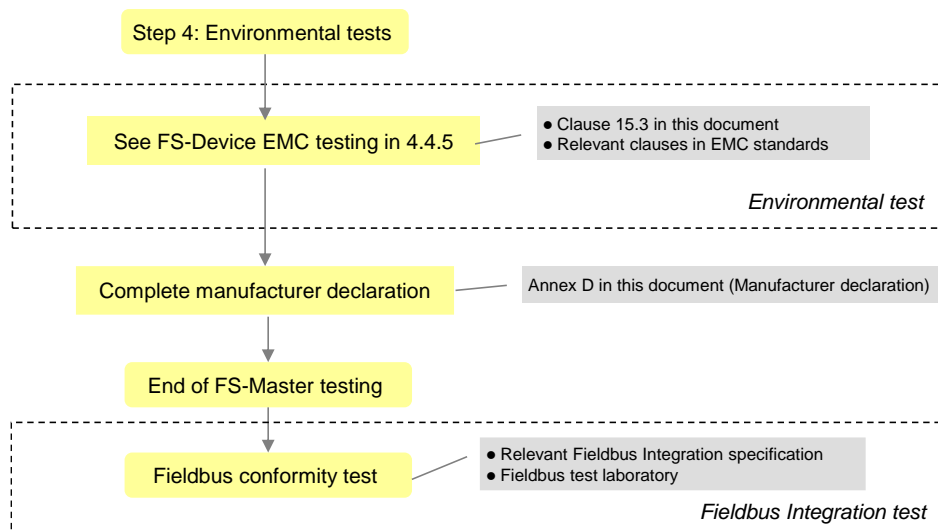 Step 4: Environmental tests
See FS-Device EMC testing in 4.4.5
● Clause 15.3 in this document
● Relevant clauses in EMC standards
Environmental test
Complete manufacturer declaration
Annex D in this document (Manufacturer declaration)
End of FS-Master testing
Fieldbus conformity test
● Relevant Fieldbus Integration specification
● Fieldbus test laboratory
Fieldbus Integration test